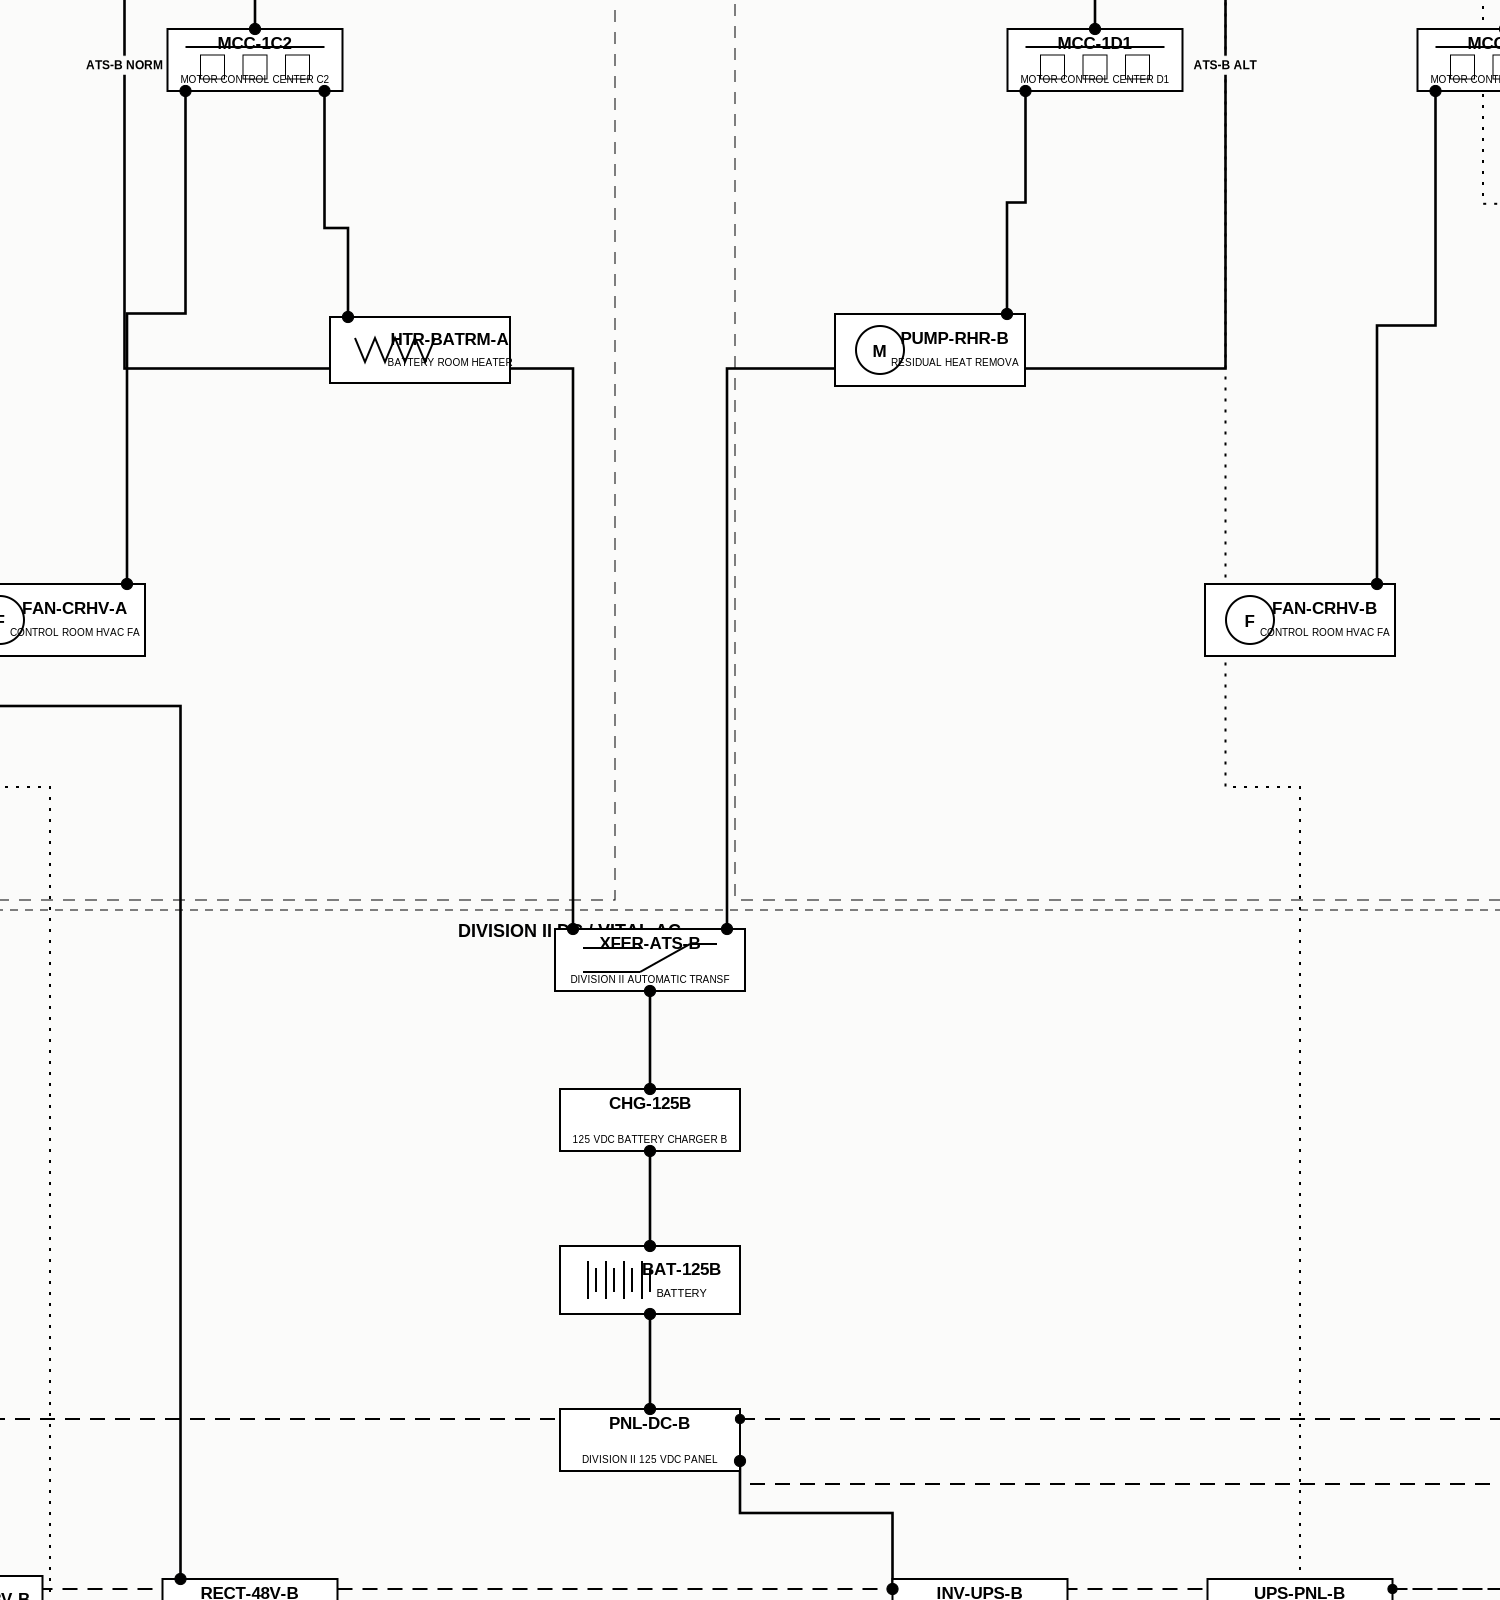 MCC-1C2
MOTOR CONTROL CENTER C2
ATS-B NORM
MCC-1D1
MOTOR CONTROL CENTER D1
ATS-B ALT
HTR-BATRM-A
BATTERY ROOM HEATER
M
PUMP-RHR-B
RESIDUAL HEAT REMOVA
FAN-CRHV-A
CONTROL ROOM HVAC FA
F
FAN-CRHV-B
CONTROL ROOM HVAC FA
DIVISION II DC / VITAL AC
XFER-ATS-B
DIVISION II AUTOMATIC TRANSF
CHG-125B
125 VDC BATTERY CHARGER B
BAT-125B
BATTERY
PNL-DC-B
DIVISION II 125 VDC PANEL
RECT-48V-B
INV-UPS-B
UPS-PNL-B